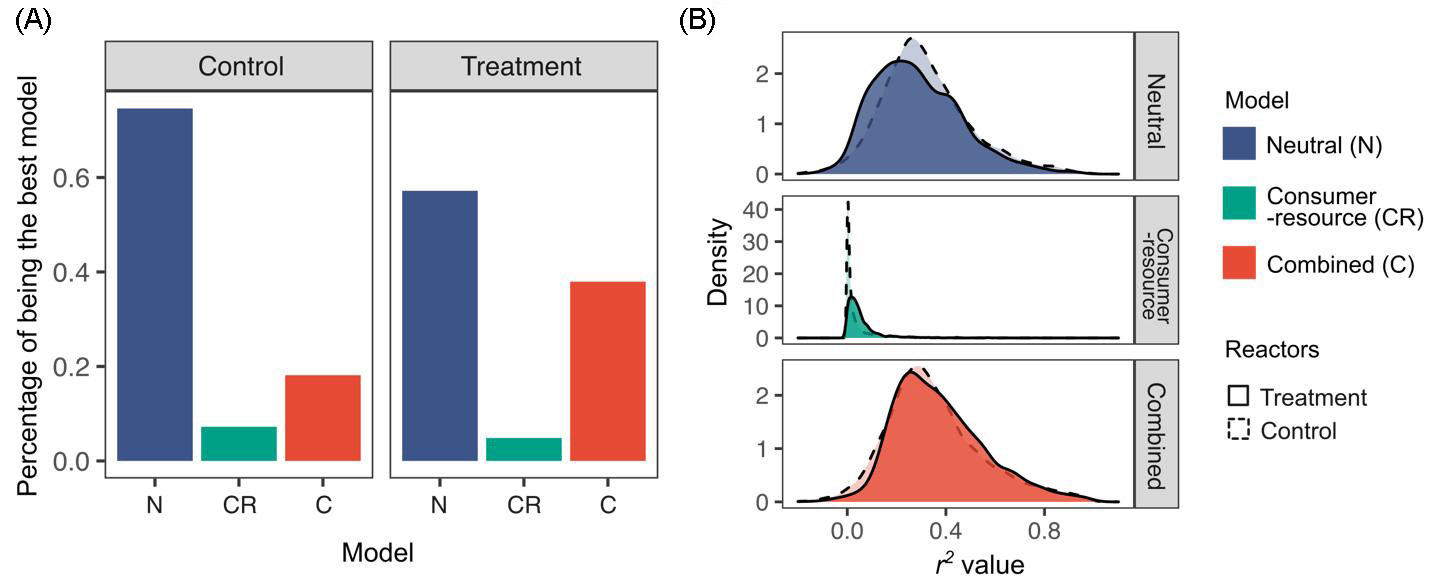 (A)
Control
Treatment
Percentage of being the best model
0.6
0.4
0.2
0.0
N
CR
C
N
CR
C
Model
(B)
Density
2
1
0
Neutral
40
30
20
10
0
Consumer
-resource
2
1
0
Combined
0.0
0.4
0.8
r² value
Model
Neutral (N)
Consumer
-resource (CR)
Combined (C)
Reactors
Treatment
Control